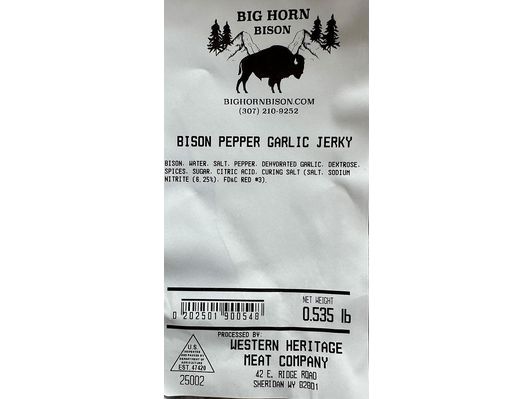 BIG HORN
BISON
BIGHORNBISON.COM
(307) 210-9252
BISON PEPPER GARLIC JERKY
BISON. WATER. SALT. PEPPER. DEHYDRATED GARLIC. DEXTROSE.
SPICES. SUGAR. CITRIC ACID. CURING SALT (SALT. SODIUM
NITRITE (6.25%). FD&C RED #3).
NET WEIGHT
0.535 lb
0 202501 900548
PROCESSED BY:
WESTERN HERITAGE
MEAT COMPANY
42 E. RIDGE ROAD
SHERIDAN WY 82801
U.S.
INSPECTED
AND PASSED BY
DEPARTMENT OF
AGRICULTURE
EST. 47420
25002